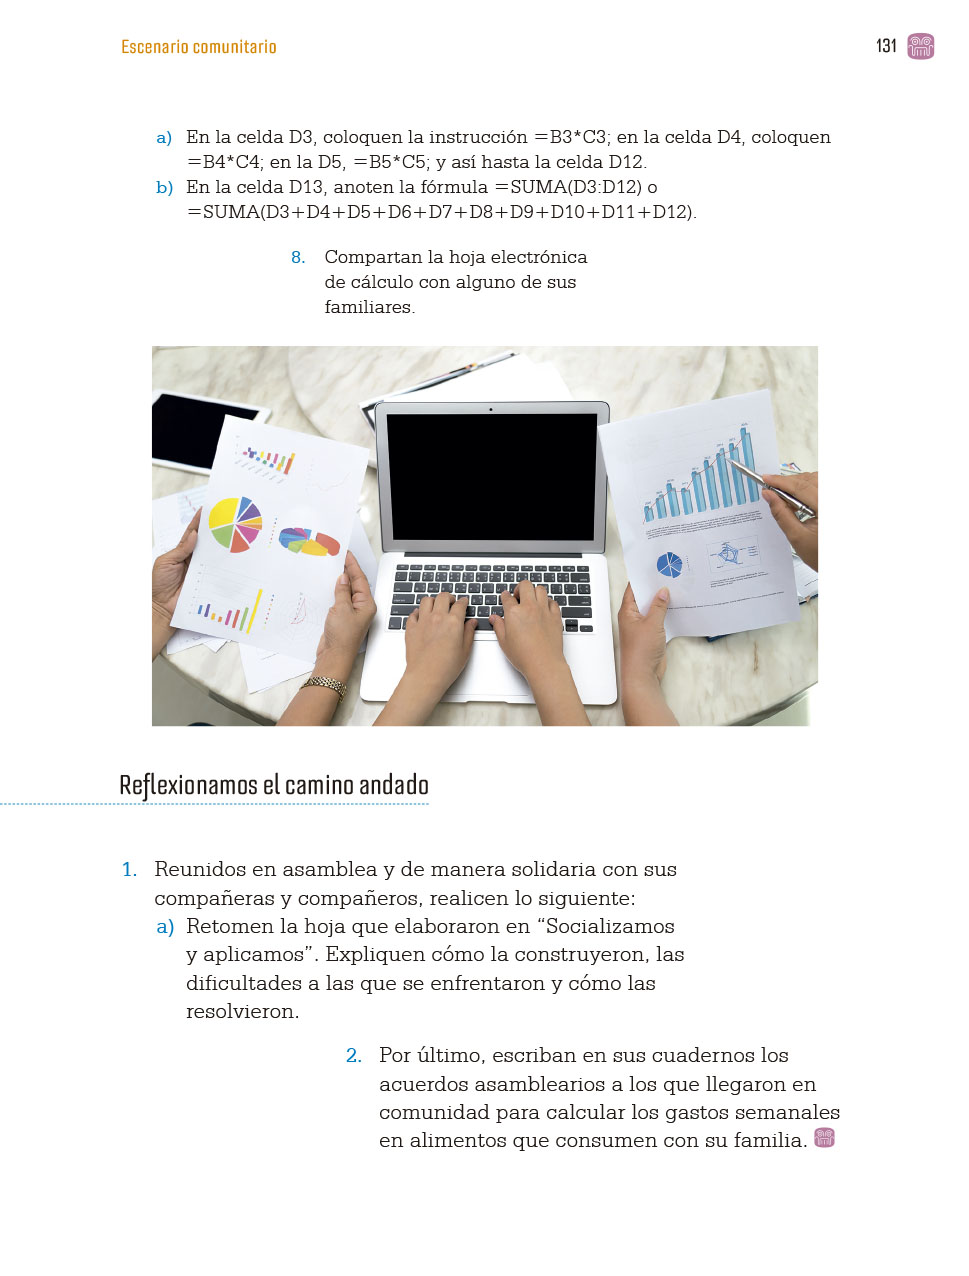 Escenario comunitario
131
a) En la celda D3, coloquen la instrucción =B3*C3; en la celda D4, coloquen
=B4*C4; en la D5, =B5*C5; y así hasta la celda D12.
b) En la celda D13, anoten la fórmula =SUMA(D3:D12) o
=SUMA(D3+D4+D5+D6+D7+D8+D9+D10+D11+D12).
8. Compartan la hoja electrónica
de cálculo con alguno de sus
familiares.
Reflexionamos el camino andado
1. Reunidos en asamblea y de manera solidaria con sus
compañeras y compañeros, realicen lo siguiente:
a) Retomen la hoja que elaboraron en “Socializamos
y aplicamos”. Expliquen cómo la construyeron, las
dificultades a las que se enfrentaron y cómo las
resolvieron.
2. Por último, escriban en sus cuadernos los
acuerdos asamblearios a los que llegaron en
comunidad para calcular los gastos semanales
en alimentos que consumen con su familia.